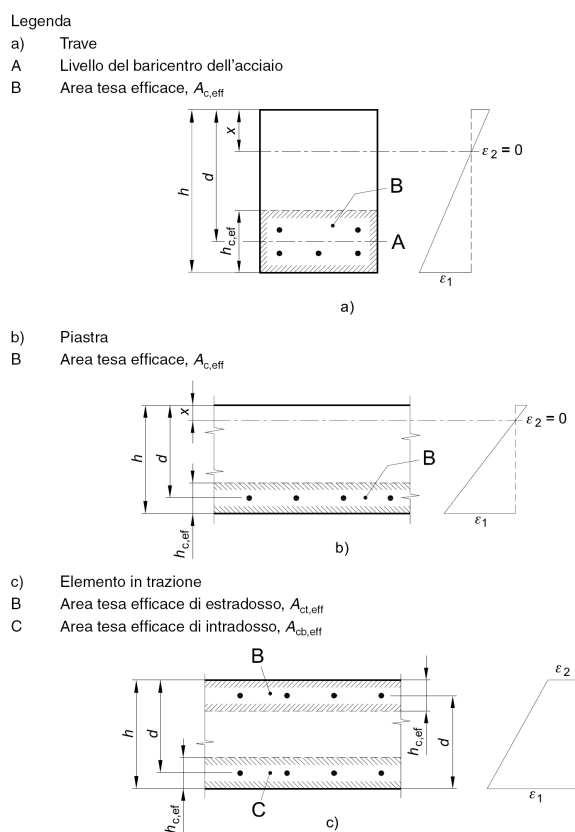 Legenda
a) Trave
A Livello del baricentro dell'acciaio
B Area tesa efficace, Ac,eff
h
d
x
hc,ef
B
A
ε2 = 0
ε1
a)
b) Piastra
B Area tesa efficace, Ac,eff
h
d
x
hc,ef
B
ε2 = 0
ε1
b)
c) Elemento in trazione
B Area tesa efficace di estradosso, Act,eff
C Area tesa efficace di intradosso, Acb,eff
B
h
d
hc,ef
hc,ef
d
ε2
ε1
C
c)